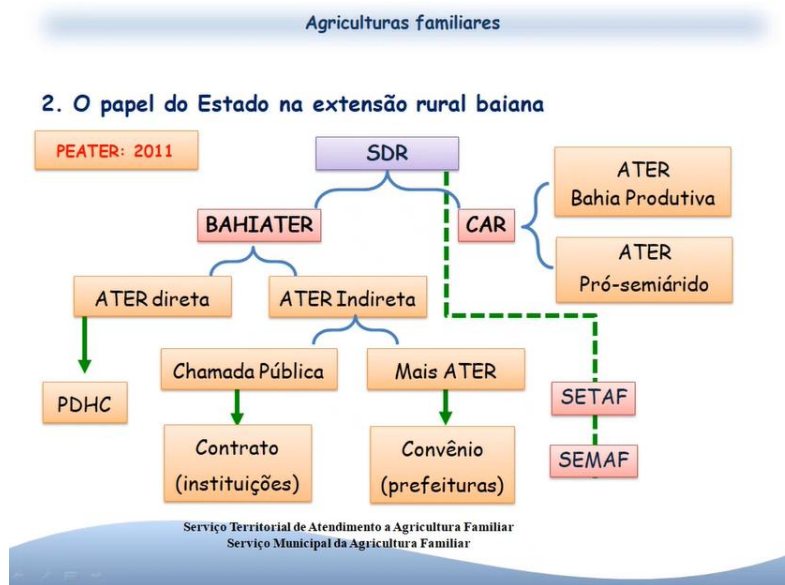 Agriculturas familiares
2. O papel do Estado na extensão rural baiana
PEATER: 2011
SDR
ATER
Bahia Produtiva
BAHIATER
CAR
ATER
Pró-semiárido
ATER direta
ATER Indireta
Chamada Pública
Mais ATER
PDHC
SETAF
Contrato
(instituições)
Convênio
(prefeituras)
SEMAF
Serviço Territorial de Atendimento a Agricultura Familiar
Serviço Municipal da Agricultura Familiar